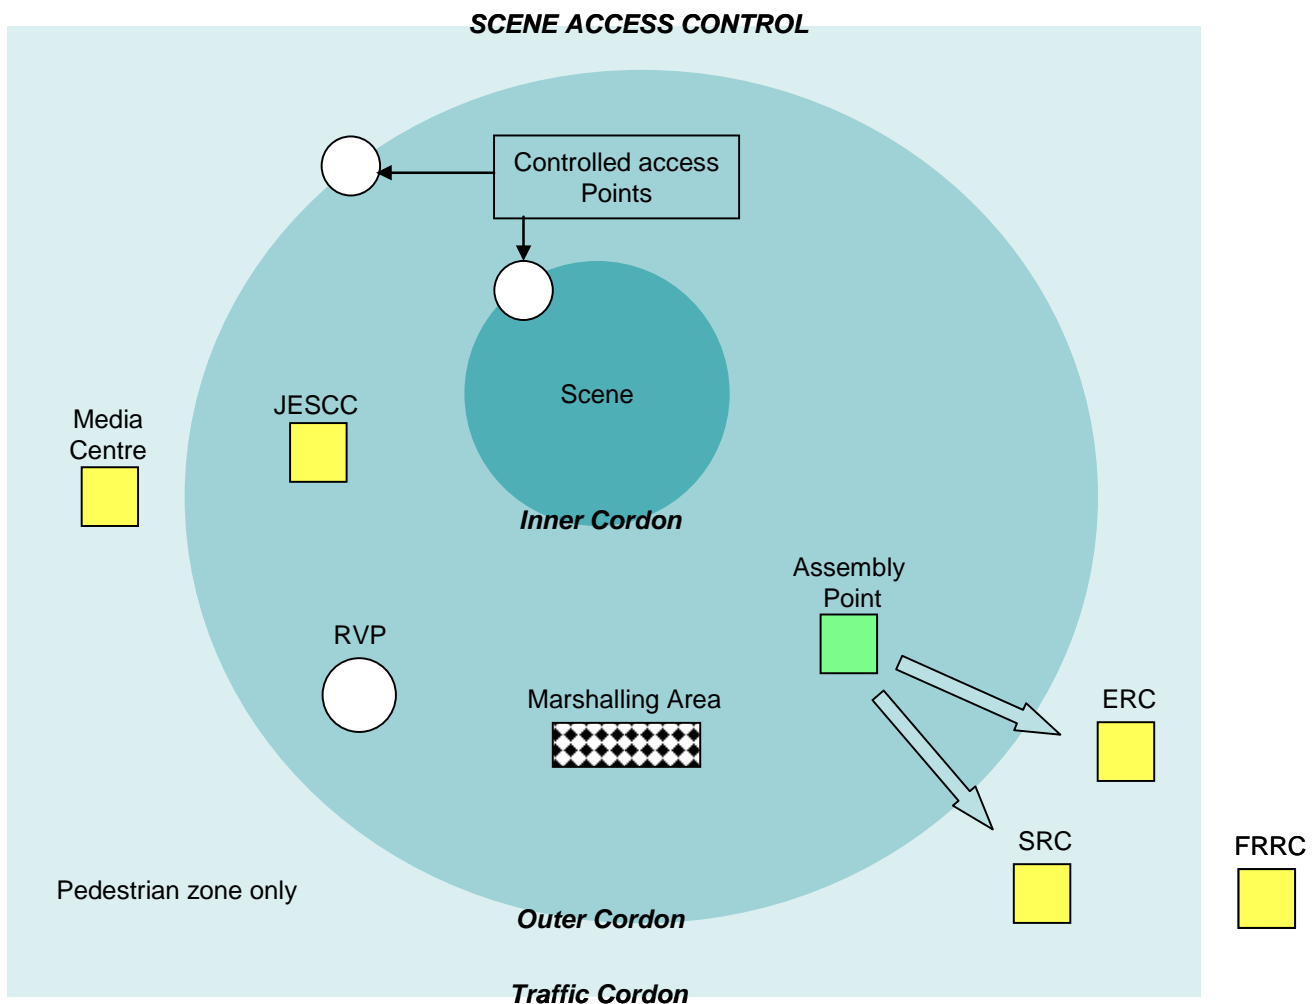 SCENE ACCESS CONTROL
Controlled access
Points
Scene
JESCC
Media
Centre
Inner Cordon
Assembly
Point
RVP
Marshalling Area
ERC
SRC
FRRC
Pedestrian zone only
Outer Cordon
Traffic Cordon